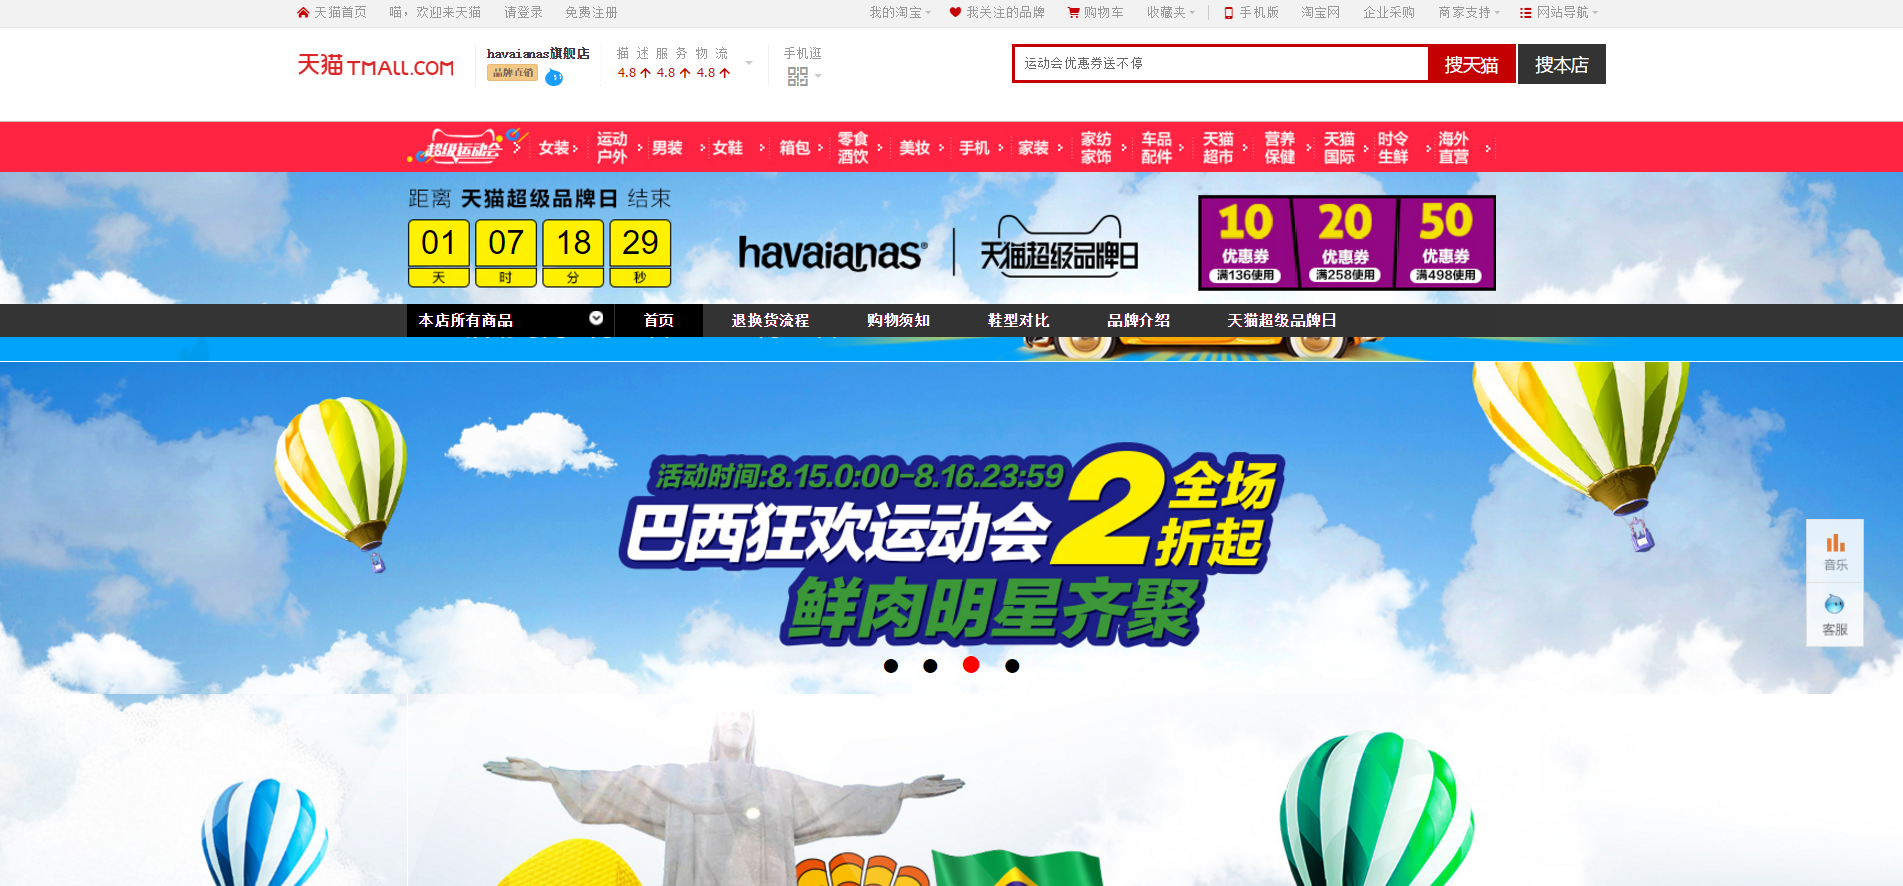 天猫首页 喵，欢迎来天猫 请登录 免费注册 我的淘宝 我关注的品牌 购物车 收藏夹 手机版 淘宝网 企业采购 商家支持 网站导航
天猫 TMALL.COM
havaianas旗舰店
品牌直销
描 述 服 务 物 流
4.8 4.8 4.8
手机逛
运动会优惠券送不停
搜天猫
搜本店
超级运动会
女装
运动
户外
男装
女鞋
箱包
零食
酒饮
美妆
手机
家装
家纺
家饰
车品
配件
天猫
超市
营养
保健
天猫
国际
时令
生鲜
海外
直营
距离 天猫超级品牌日 结束
01 07 18 29
天 时 分 秒
havaianas®
天猫超级品牌日
10 20 50
优惠券 优惠券 优惠券
满136使用 满258使用 满498使用
本店所有商品 首页 退换货流程 购物须知 鞋型对比 品牌介绍 天猫超级品牌日
活动时间:8.15.0:00-8.16.23:59
巴西狂欢运动会2全场
折起
鲜肉明星齐聚
音乐
客服